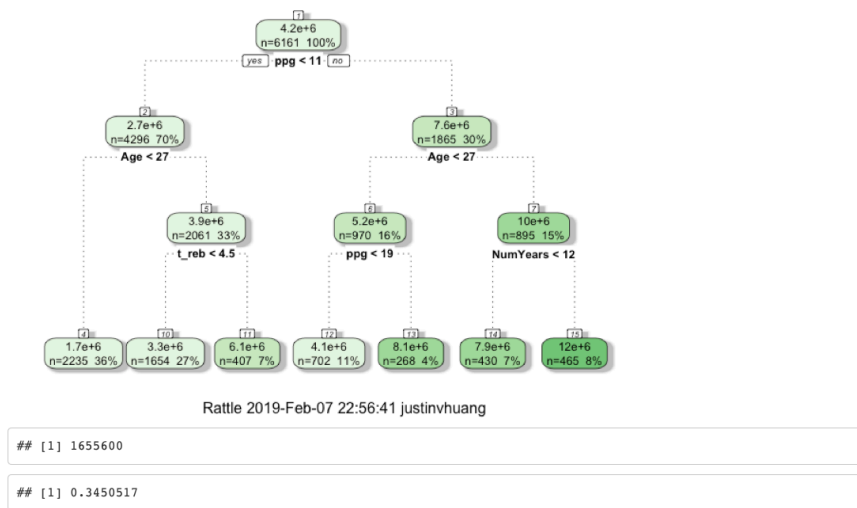 1
4.2e+6
n=6161 100%
yes ppg < 11 no
2 3
2.7e+6 7.6e+6
n=4296 70% n=1865 30%
Age < 27 Age < 27
5 6 7
3.9e+6 5.2e+6 10e+6
n=2061 33% n=970 16% n=895 15%
t_reb < 4.5 ppg < 19 NumYears < 12
4 10 11 12 13 14 15
1.7e+6 3.3e+6 6.1e+6 4.1e+6 8.1e+6 7.9e+6 12e+6
n=2235 36% n=1654 27% n=407 7% n=702 11% n=268 4% n=430 7% n=465 8%
Rattle 2019-Feb-07 22:56:41 justinvhuang
## [1] 1655600
## [1] 0.3450517